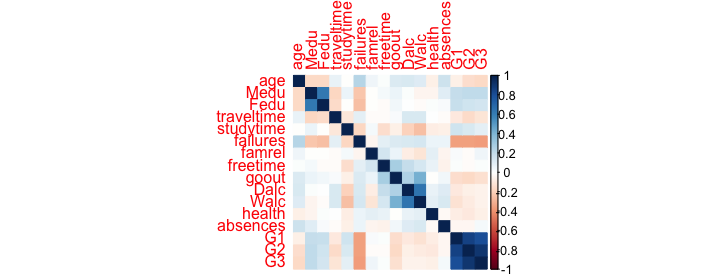 age
Medu
Fedu
traveltime
studytime
failures
famrel
freetime
goout
Dalc
Walc
health
absences
G1
G2
G3
age
Medu
Fedu
traveltime
studytime
failures
famrel
freetime
goout
Dalc
Walc
health
absences
G1
G2
G3
1
0.8
0.6
0.4
0.2
0
-0.2
-0.4
-0.6
-0.8
-1